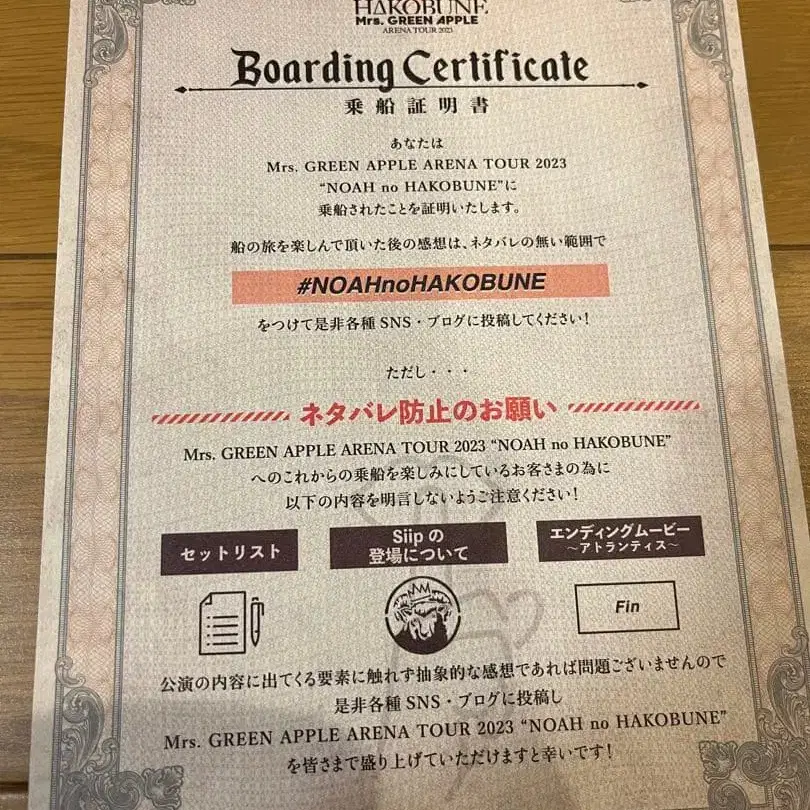 HAKOBUNE
Mrs. GREEN APPLE
ARENA TOUR 2023
Boarding Certificate
乗船証明書
あなたは
Mrs. GREEN APPLE ARENA TOUR 2023
“NOAH no HAKOBUNE”に
乗船されたことを証明いたします。
船の旅を楽しんで頂いた後の感想は、ネタバレの無い範囲で
#NOAHnoHAKOBUNE
をつけて是非各種 SNS・ブログに投稿してください!
ただし・・・
ネタバレ防止のお願い
Mrs. GREEN APPLE ARENA TOUR 2023 “NOAH no HAKOBUNE”
へのこれからの乗船を楽しみにしているお客さまの為に
以下の内容を明言しないようご注意ください!
セットリスト
Siip の
登場について
エンディングムービー
～アトランティス～
Fin
公演の内容に出てくる要素に触れず抽象的な感想であれば問題ございませんので
是非各種 SNS・ブログに投稿し
Mrs. GREEN APPLE ARENA TOUR 2023 “NOAH no HAKOBUNE”
を皆さまで盛り上げていただけますと幸いです!